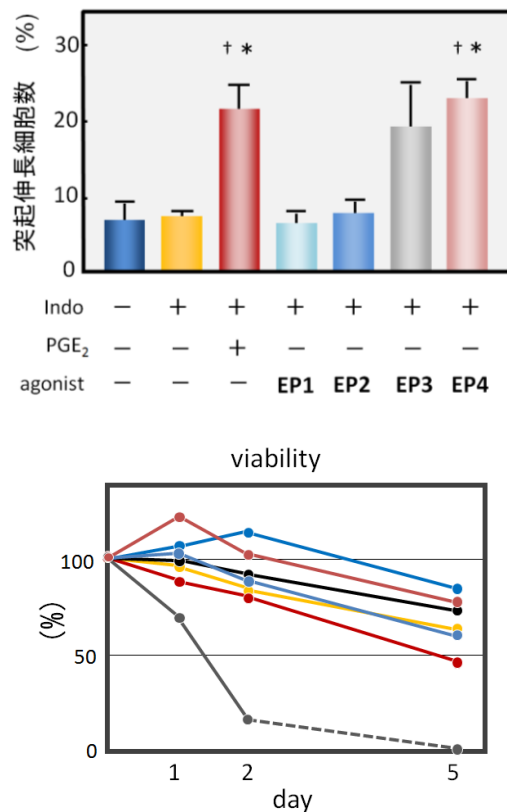 突起伸長細胞数 (%)
30
† * † *
20
10
0
Indo − + + + + + +
PGE₂ − − + − − − −
agonist − − − EP1 EP2 EP3 EP4
viability
(%)
100
50
0
1 2 5
day